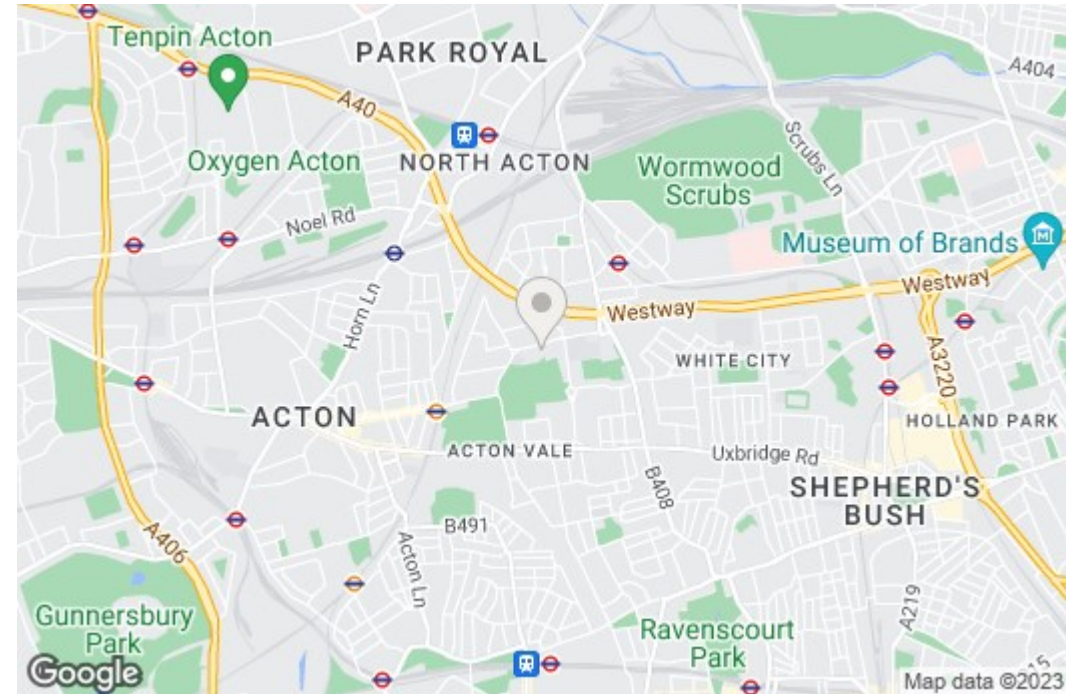 Tenpin Acton
PARK ROYAL
A404
A40
Scrubs Ln
Oxygen Acton
NORTH ACTON
Wormwood
Scrubs
Noel Rd
Museum of Brands
Horn Ln
Westway
Westway
WHITE CITY
A3220
ACTON
HOLLAND PARK
ACTON VALE
Uxbridge Rd
B408
SHEPHERD'S
BUSH
B491
A406
Acton Ln
A219
Gunnersbury
Park
Ravenscourt
Park
Google
Map data ©2023